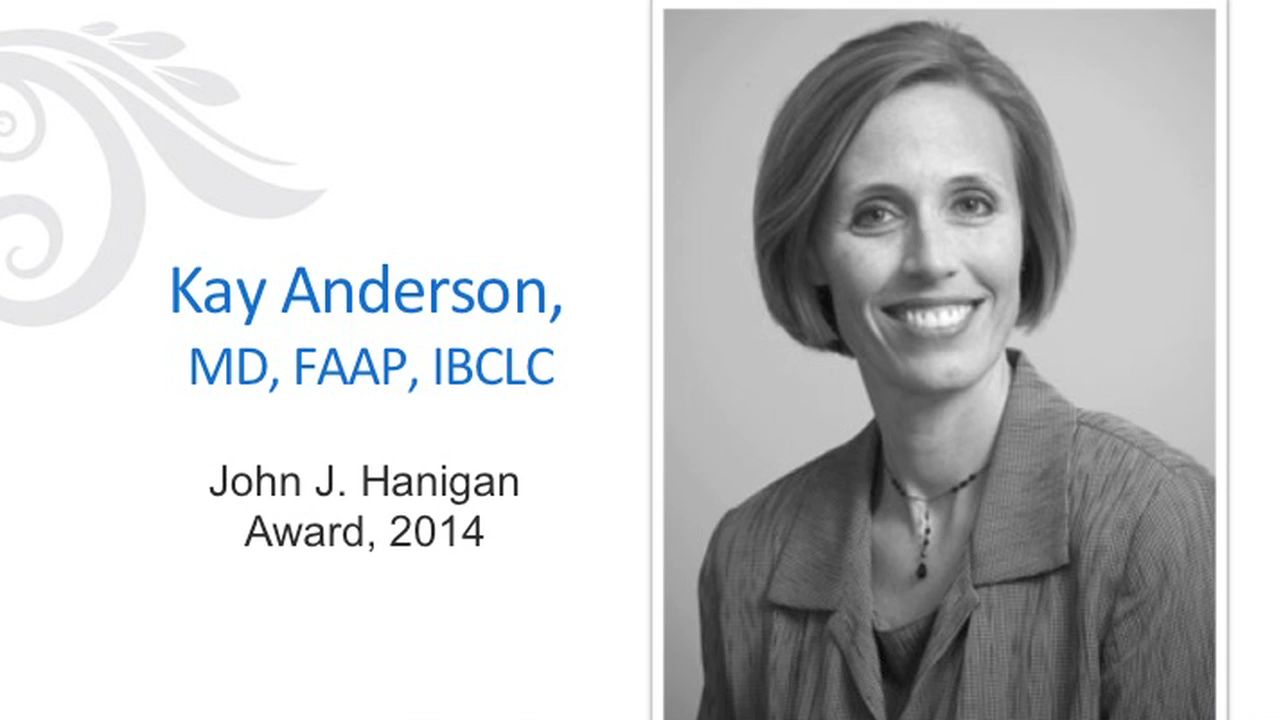 Kay Anderson,
MD, FAAP, IBCLC
John J. Hanigan
Award, 2014